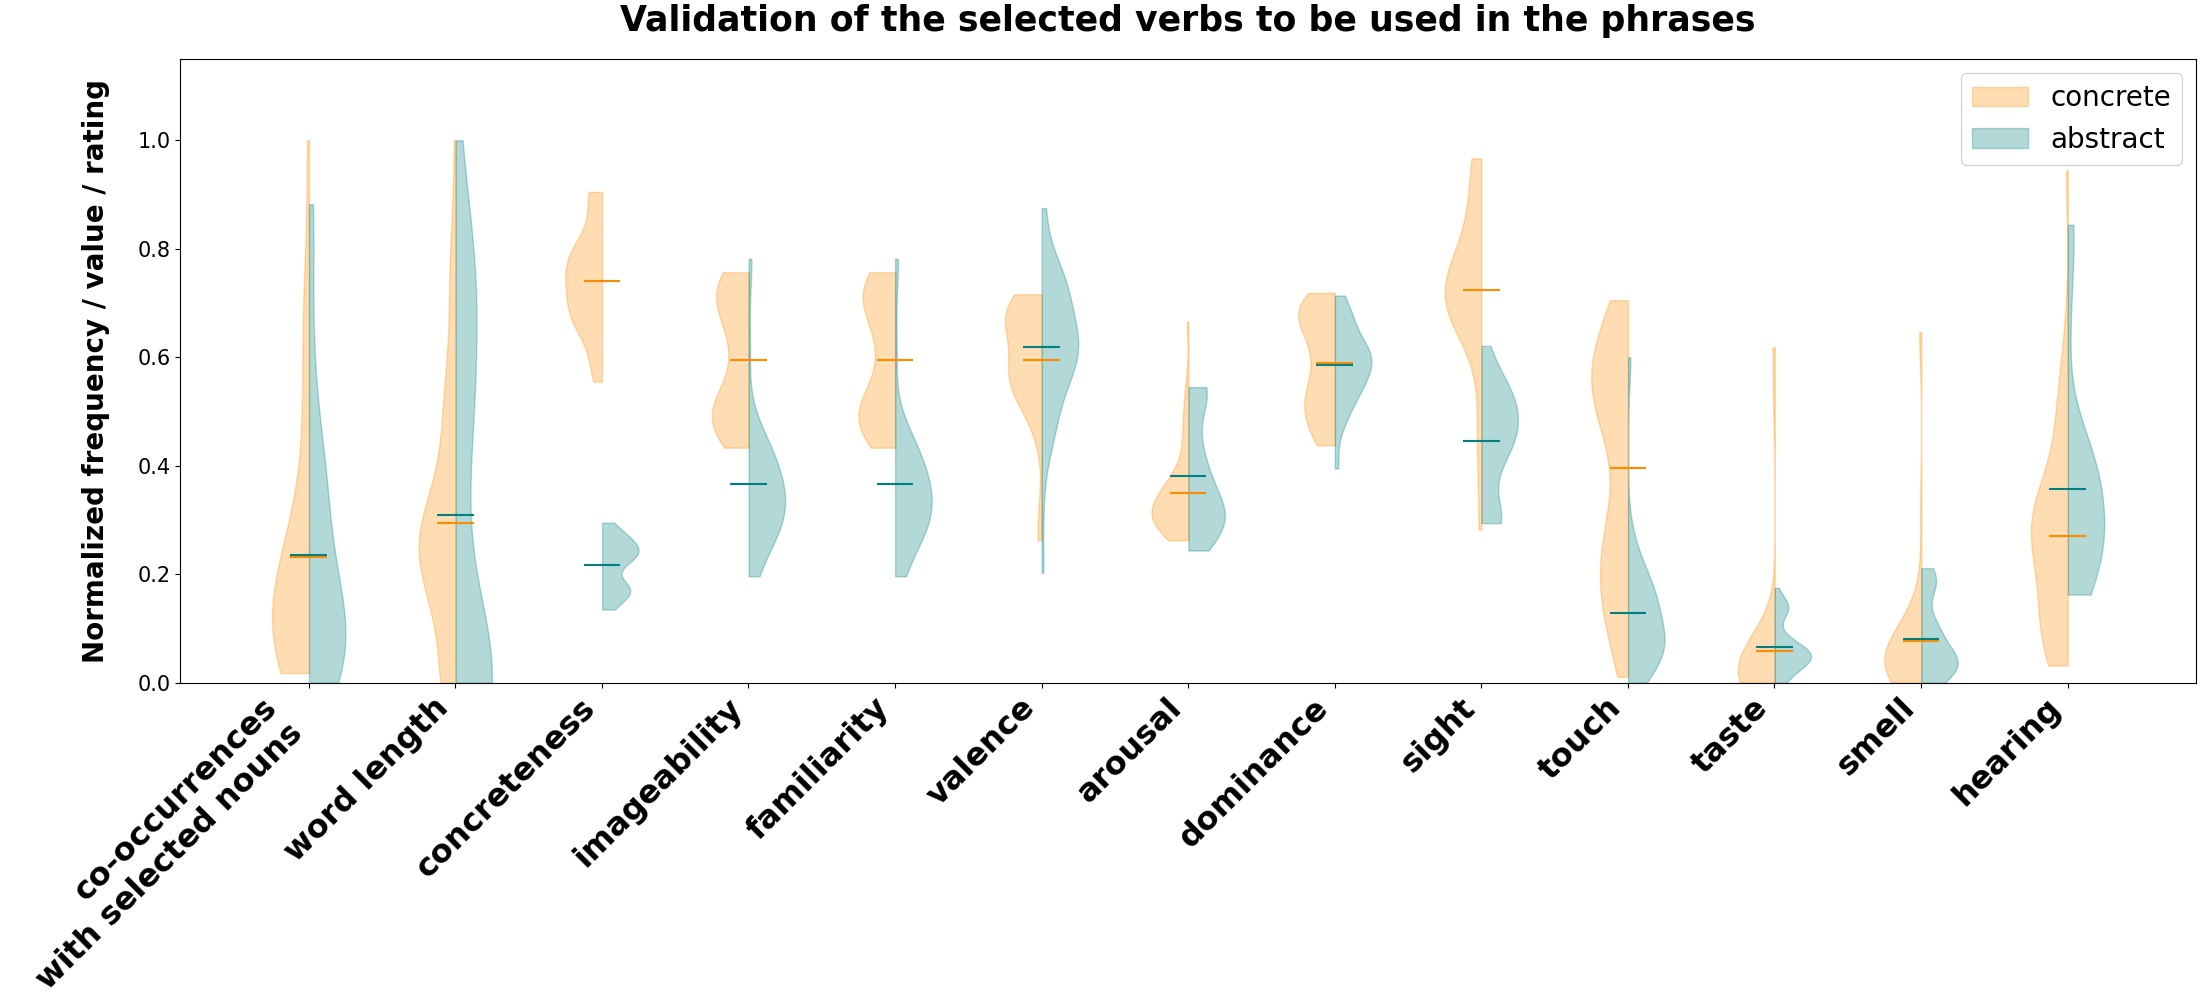 Validation of the selected verbs to be used in the phrases
Normalized frequency / value / rating
1.0
0.8
0.6
0.4
0.2
0.0
concrete
abstract
co-occurrences
with selected nouns
word length
concreteness
imageability
familiarity
valence
arousal
dominance
sight
touch
taste
smell
hearing